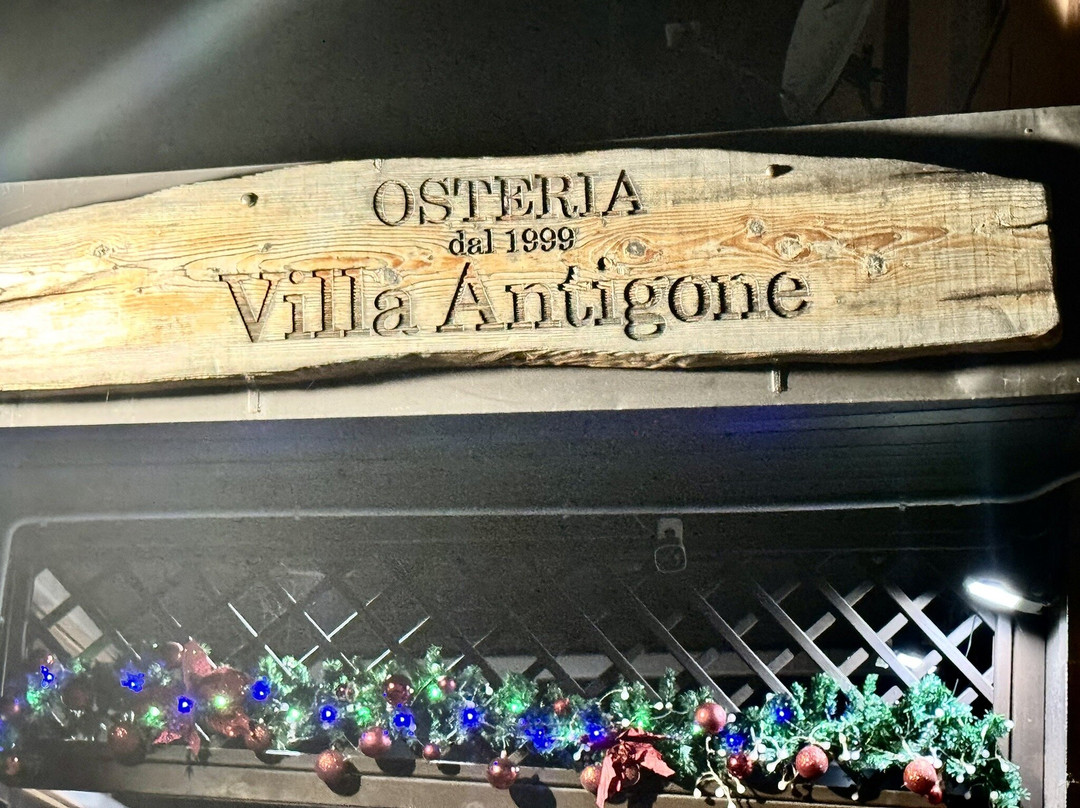 OSTERIA
dal 1999
Villa Antigone